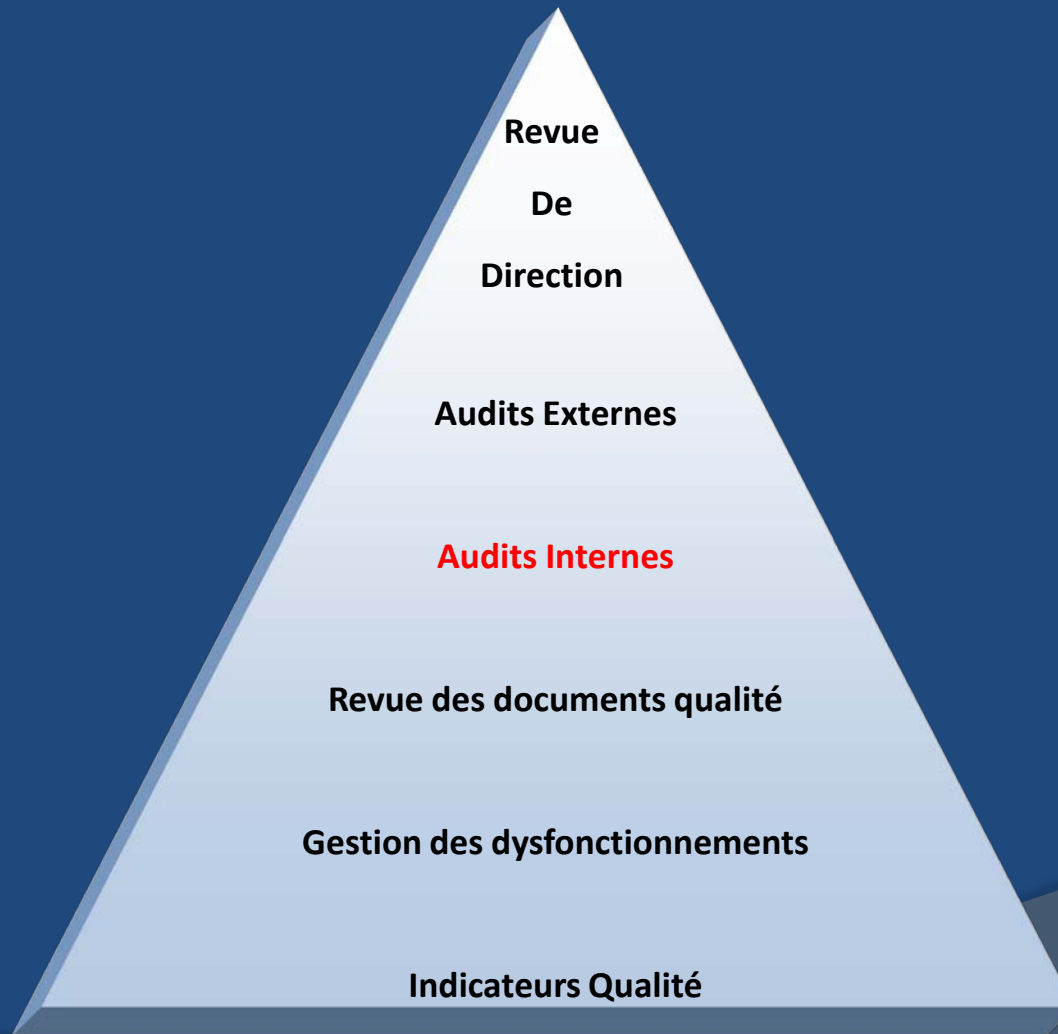 Revue
De
Direction
Audits Externes
Audits Internes
Revue des documents qualité
Gestion des dysfonctionnements
Indicateurs Qualité